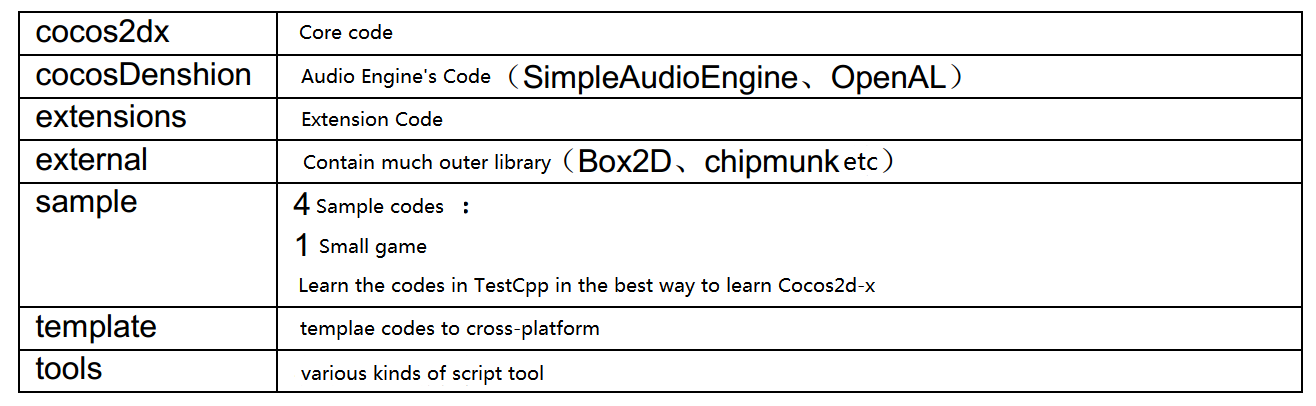 cocos2dx Core code
cocosDenshion Audio Engine's Code（SimpleAudioEngine、OpenAL）
extensions Extension Code
external Contain much outer library（Box2D、chipmunk etc）
sample 4 Sample codes ：
1 Small game
Learn the codes in TestCpp in the best way to learn Cocos2d-x
template templae codes to cross-platform
tools various kinds of script tool